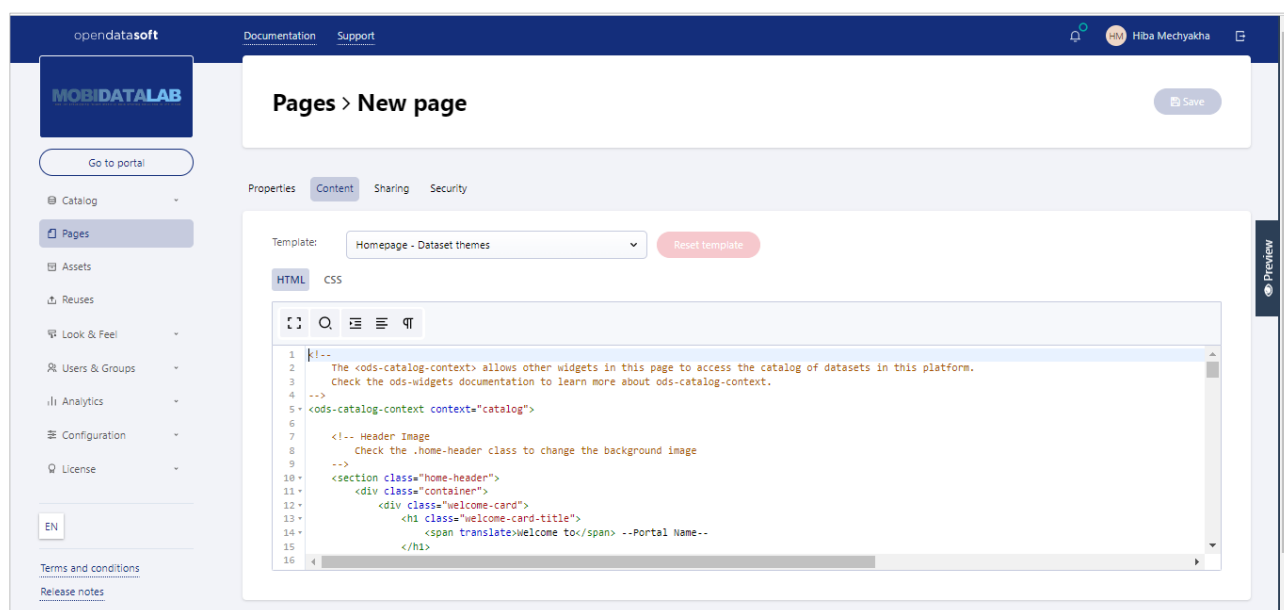 opendatasoft
Documentation Support
HM Hiba Mechyakha
MOBIDATALAB
Pages > New page
Save
Go to portal
Catalog
Pages
Assets
Reuses
Look & Feel
Users & Groups
Analytics
Configuration
License
EN
Terms and conditions
Release notes
Properties Content Sharing Security
Template: Homepage - Dataset themes Reset template
HTML CSS
1 <!--
2 The <ods-catalog-context> allows other widgets in this page to access the catalog of datasets in this platform.
3 Check the ods-widgets documentation to learn more about ods-catalog-context.
4 -->
5 <ods-catalog-context context="catalog">
6
7 <!-- Header Image
8 Check the .home-header class to change the background image
9 -->
10 <section class="home-header">
11 <div class="container">
12 <div class="welcome-card">
13 <h1 class="welcome-card-title">
14 <span translate>Welcome to</span> --Portal Name--
15 </h1>
16
Preview